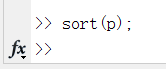 >> sort(p);
fx >>